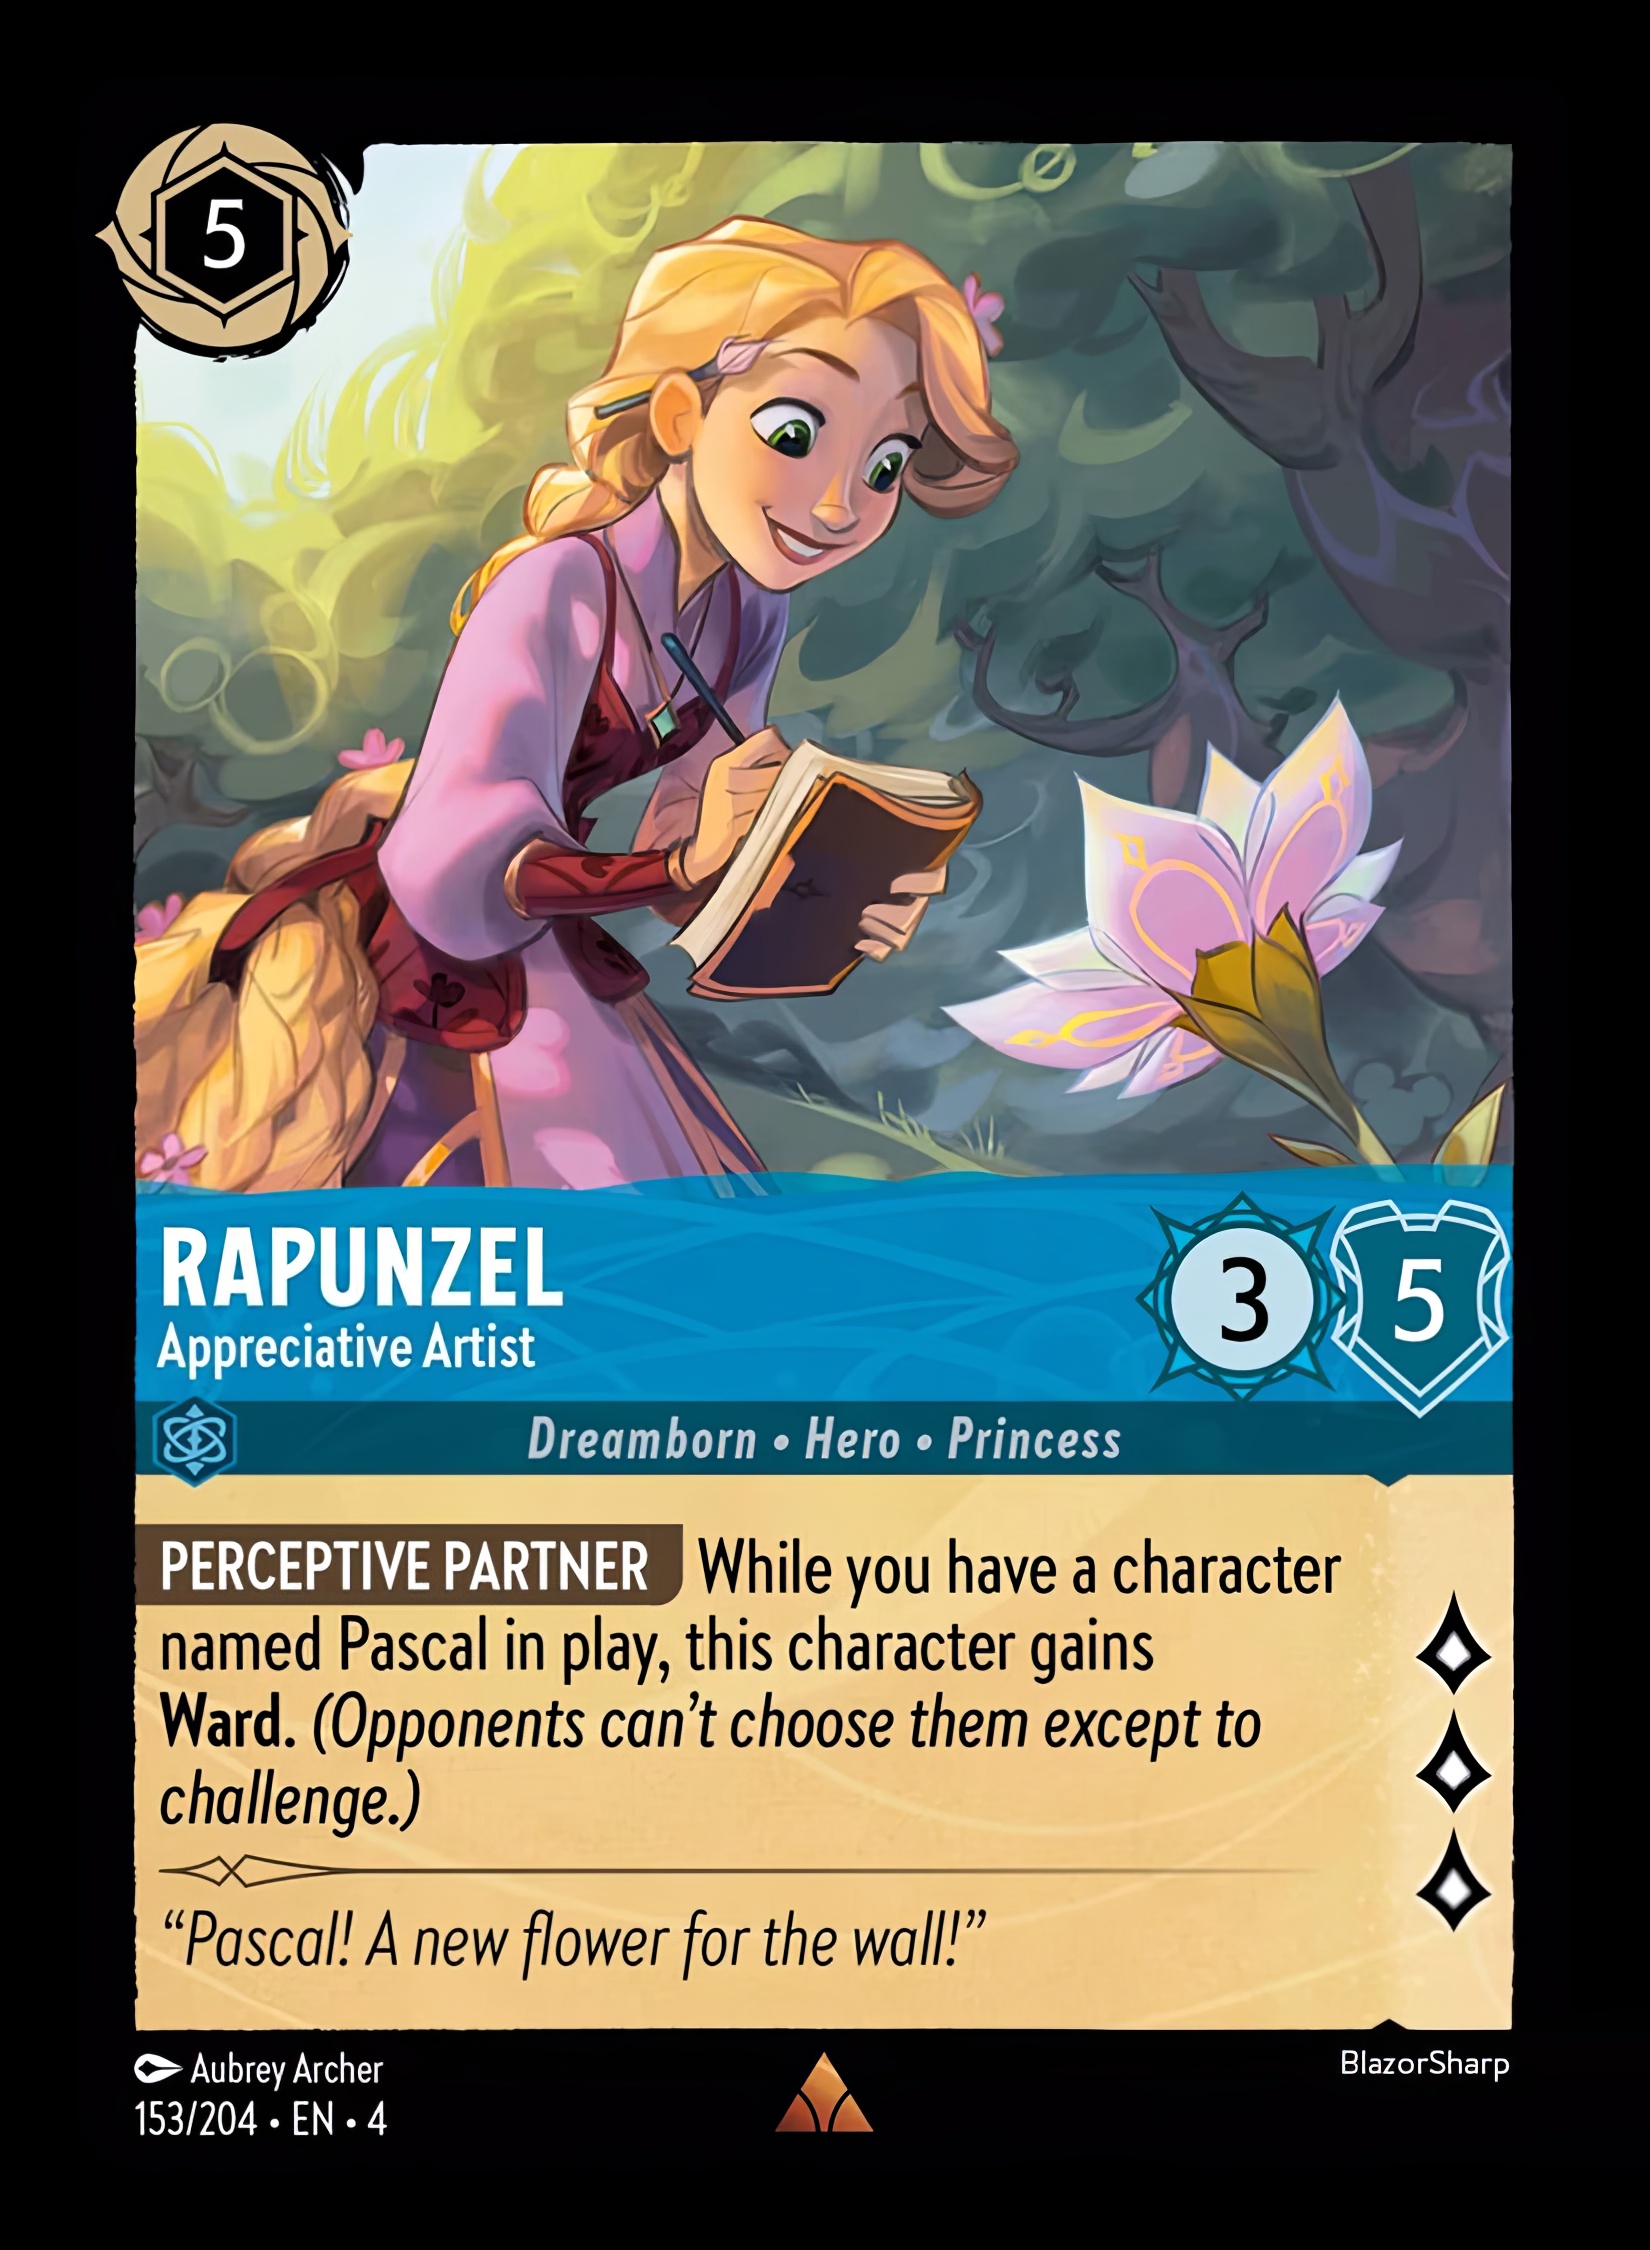 5
RAPUNZEL
Appreciative Artist
3
5
Dreamborn • Hero • Princess
PERCEPTIVE PARTNER While you have a character
named Pascal in play, this character gains
Ward. (Opponents can’t choose them except to
challenge.)
“Pascal! A new flower for the wall!”
Aubrey Archer
BlazorSharp
153/204 • EN • 4